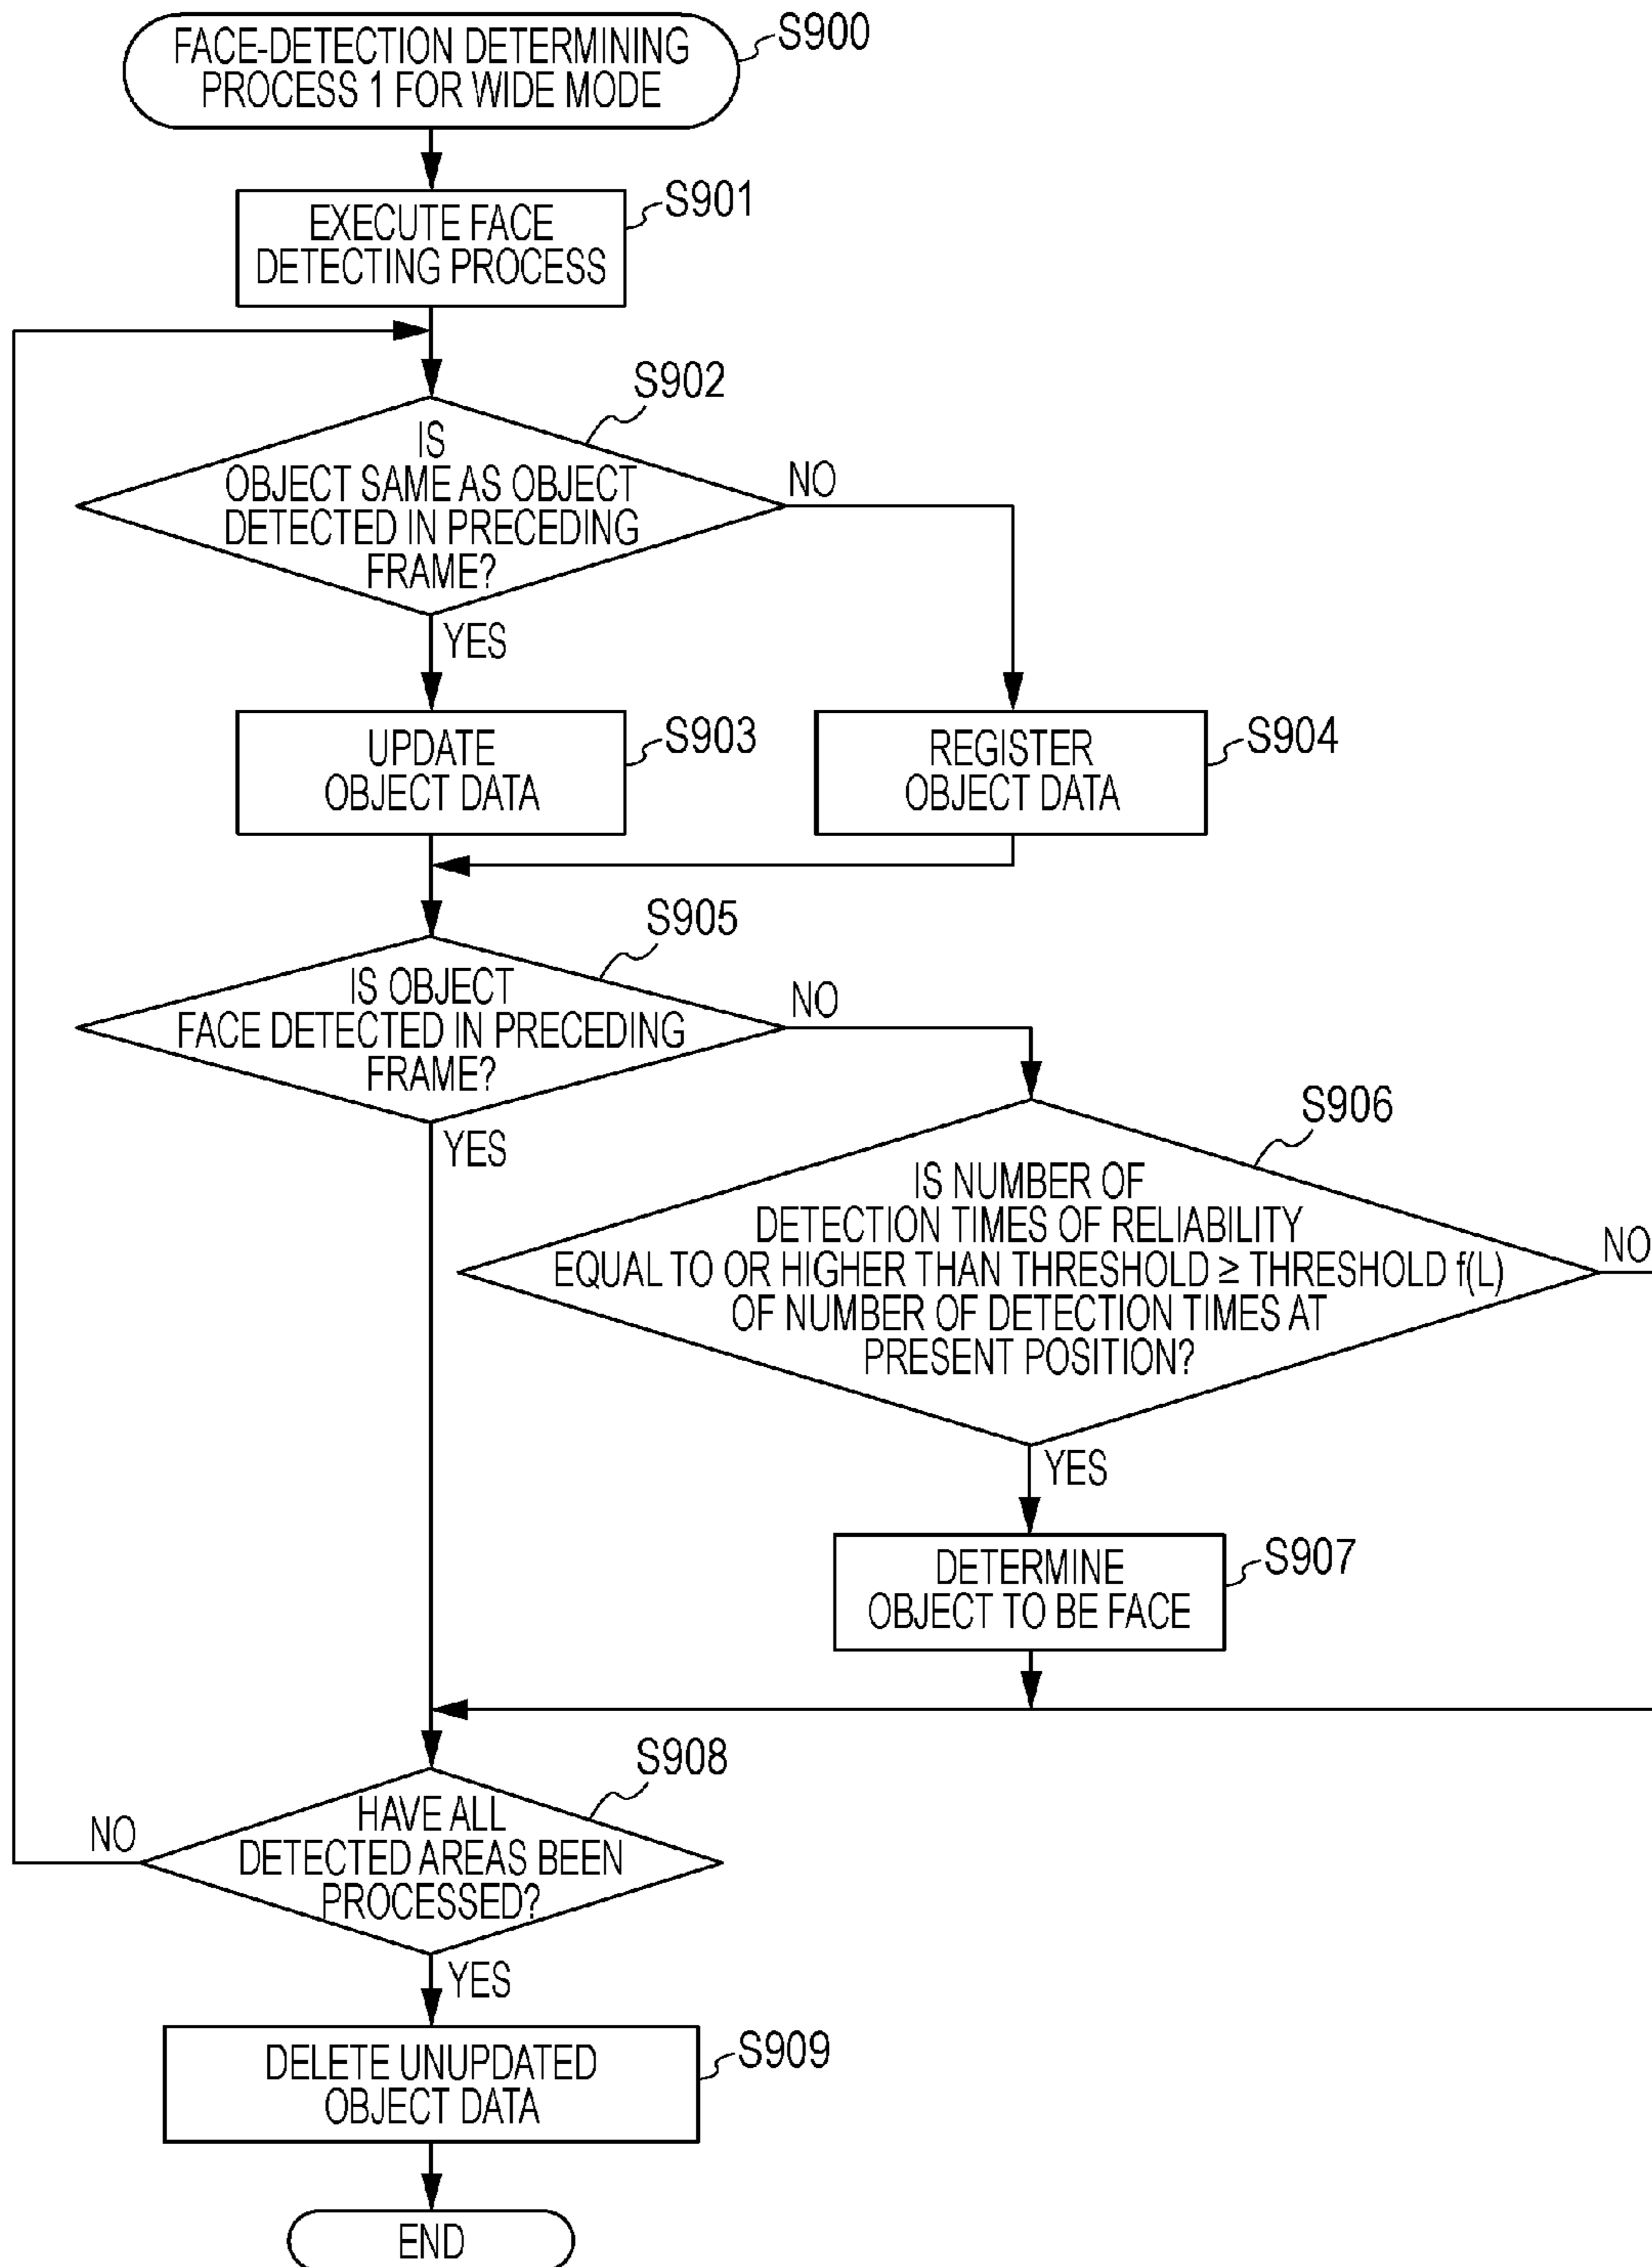 FACE-DETECTION DETERMINING
PROCESS 1 FOR WIDE MODE
S900
EXECUTE FACE
DETECTING PROCESS
S901
S902
IS
OBJECT SAME AS OBJECT
DETECTED IN PRECEDING
FRAME?
NO
YES
UPDATE
OBJECT DATA
S903
REGISTER
OBJECT DATA
S904
S905
IS OBJECT
FACE DETECTED IN PRECEDING
FRAME?
NO
YES
S906
IS NUMBER OF
DETECTION TIMES OF RELIABILITY
EQUAL TO OR HIGHER THAN THRESHOLD ≥ THRESHOLD f(L)
OF NUMBER OF DETECTION TIMES AT
PRESENT POSITION?
NO
YES
DETERMINE
OBJECT TO BE FACE
S907
S908
HAVE ALL
DETECTED AREAS BEEN
PROCESSED?
NO
YES
DELETE UNUPDATED
OBJECT DATA
S909
END